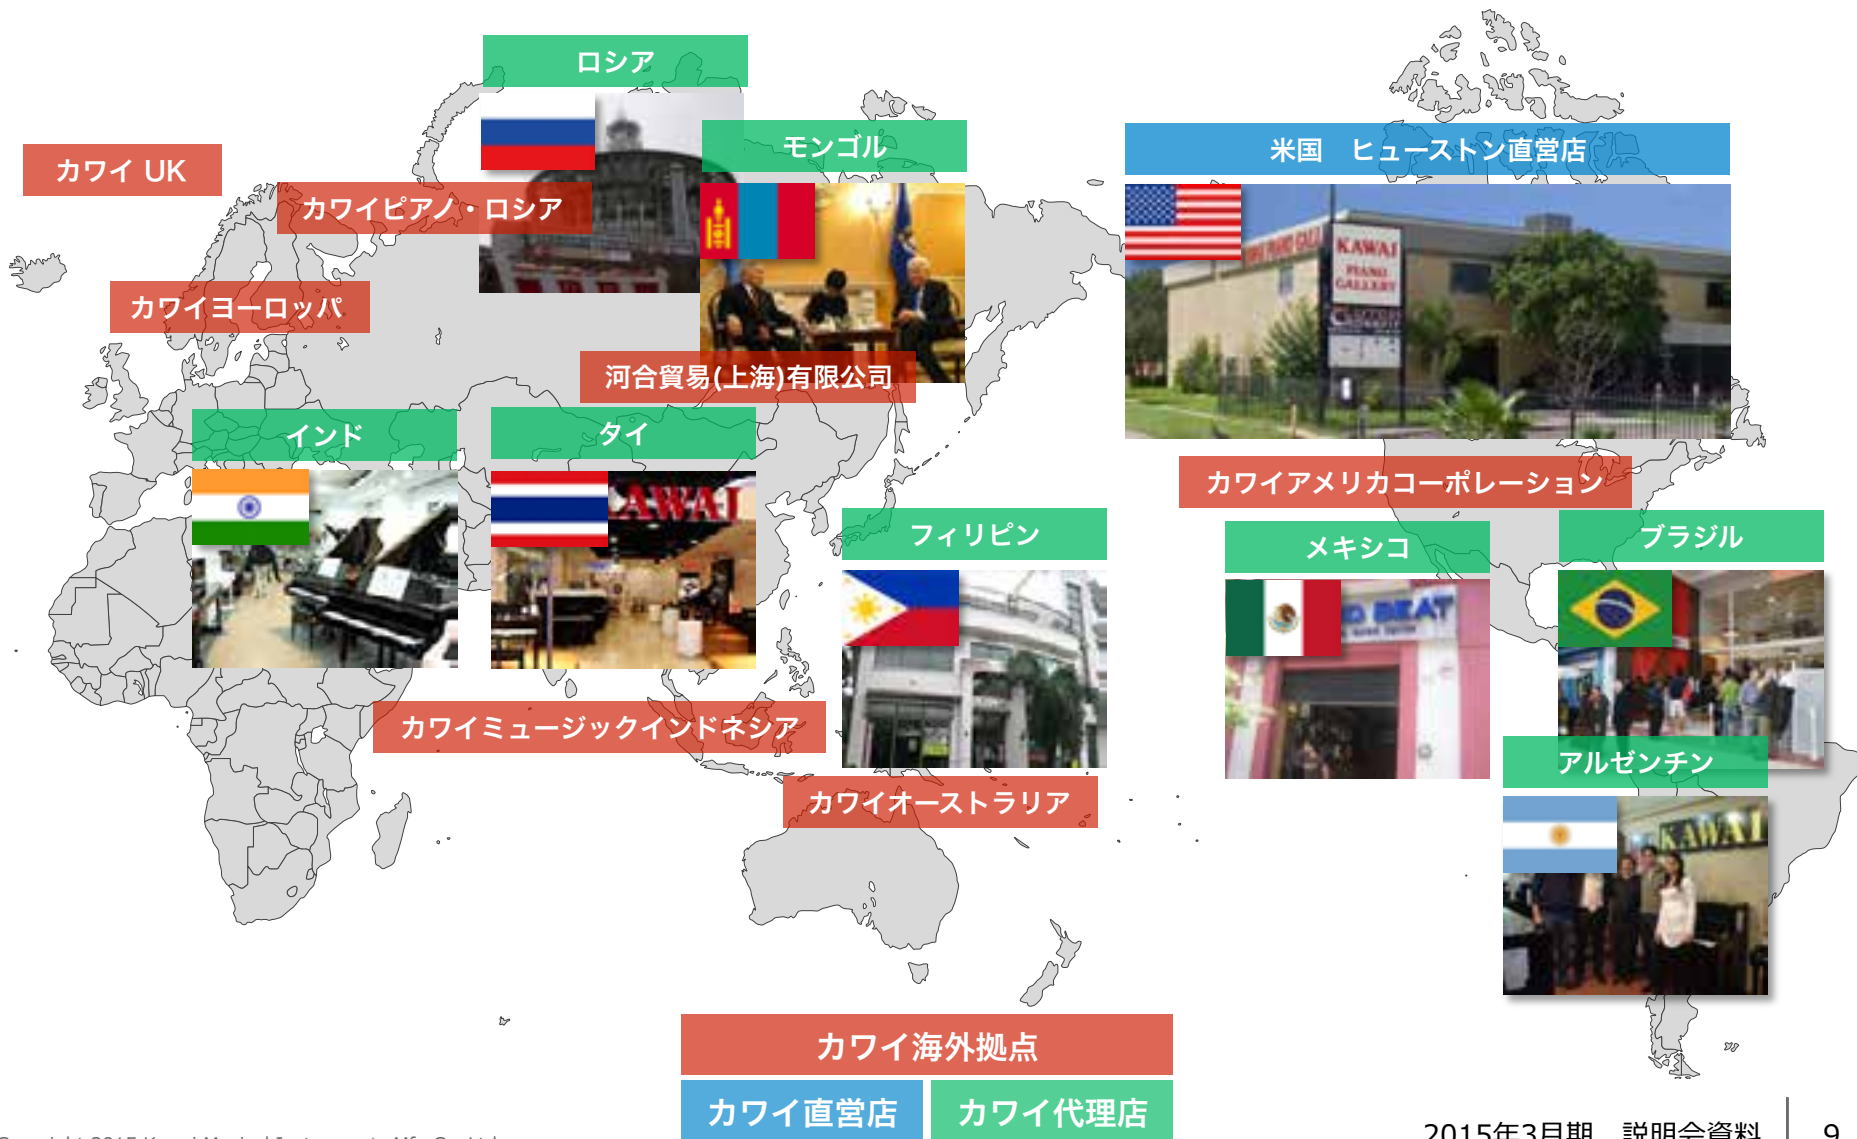 ロシア
モンゴル
米国　ヒューストン直営店
カワイ UK
カワイピアノ・ロシア
KAWAI
PIANO
GALLERY
カワイヨーロッパ
河合貿易(上海)有限公司
インド
タイ
KAWAI
カワイアメリカコーポレーション
フィリピン
メキシコ
ブラジル
BEAT
カワイミュージックインドネシア
アルゼンチン
カワイオーストラリア
KAWAI
カワイ海外拠点
カワイ直営店
カワイ代理店
2015年3月期　説明会資料
9